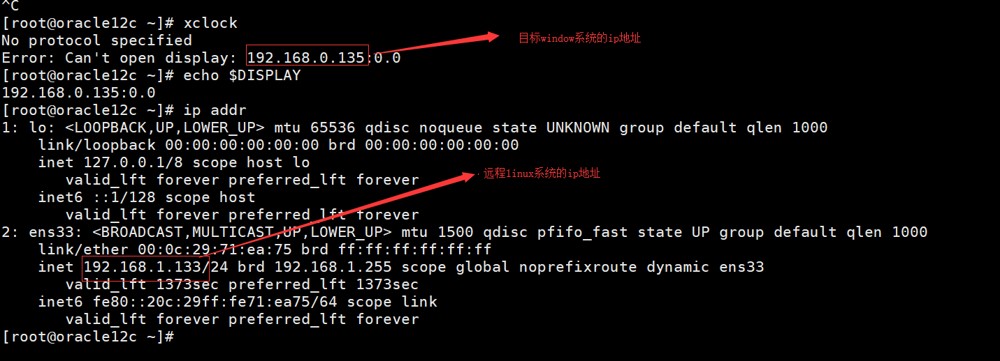 ^C
[root@oracle12c ~]# xclock
No protocol specified
目标window系统的ip地址
Error: Can't open display: 192.168.0.135:0.0
[root@oracle12c ~]# echo $DISPLAY
192.168.0.135:0.0
[root@oracle12c ~]# ip addr
1: lo: <LOOPBACK,UP,LOWER_UP> mtu 65536 qdisc noqueue state UNKNOWN group default qlen 1000
    link/loopback 00:00:00:00:00:00 brd 00:00:00:00:00:00
    inet 127.0.0.1/8 scope host lo
远程linux系统的ip地址
       valid_lft forever preferred_lft forever
    inet6 ::1/128 scope host
       valid_lft forever preferred_lft forever
2: ens33: <BROADCAST,MULTICAST,UP,LOWER_UP> mtu 1500 qdisc pfifo_fast state UP group default qlen 1000
    link/ether 00:0c:29:71:ea:75 brd ff:ff:ff:ff:ff:ff
    inet 192.168.1.133/24 brd 192.168.1.255 scope global noprefixroute dynamic ens33
       valid_lft 1373sec preferred_lft 1373sec
    inet6 fe80::20c:29ff:fe71:ea75/64 scope link
       valid_lft forever preferred_lft forever
[root@oracle12c ~]#